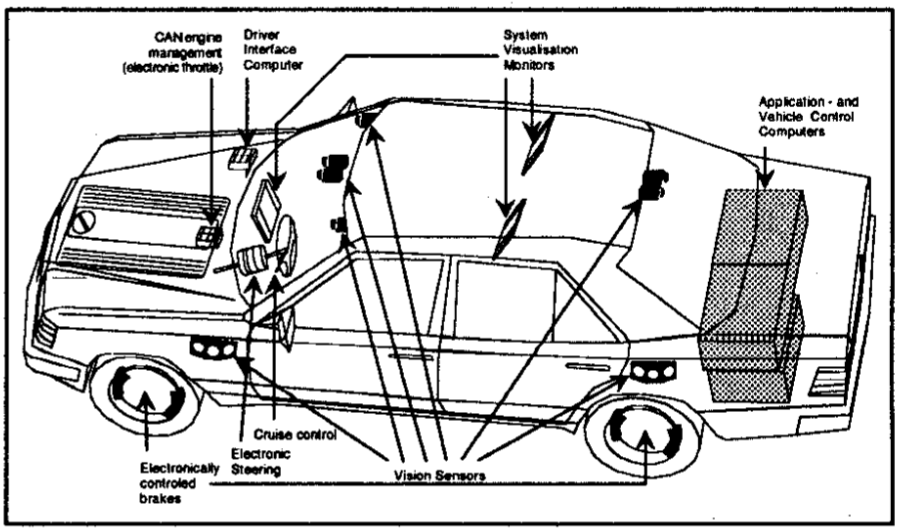 CAN engine
management
(electronic throttle)
Driver
Interface
Computer
System
Visualisation
Monitors
Application - and
Vehicle Control
Computers
Cruise control
Electronic
Steering
Vision Sensors
Electronically
controled
brakes